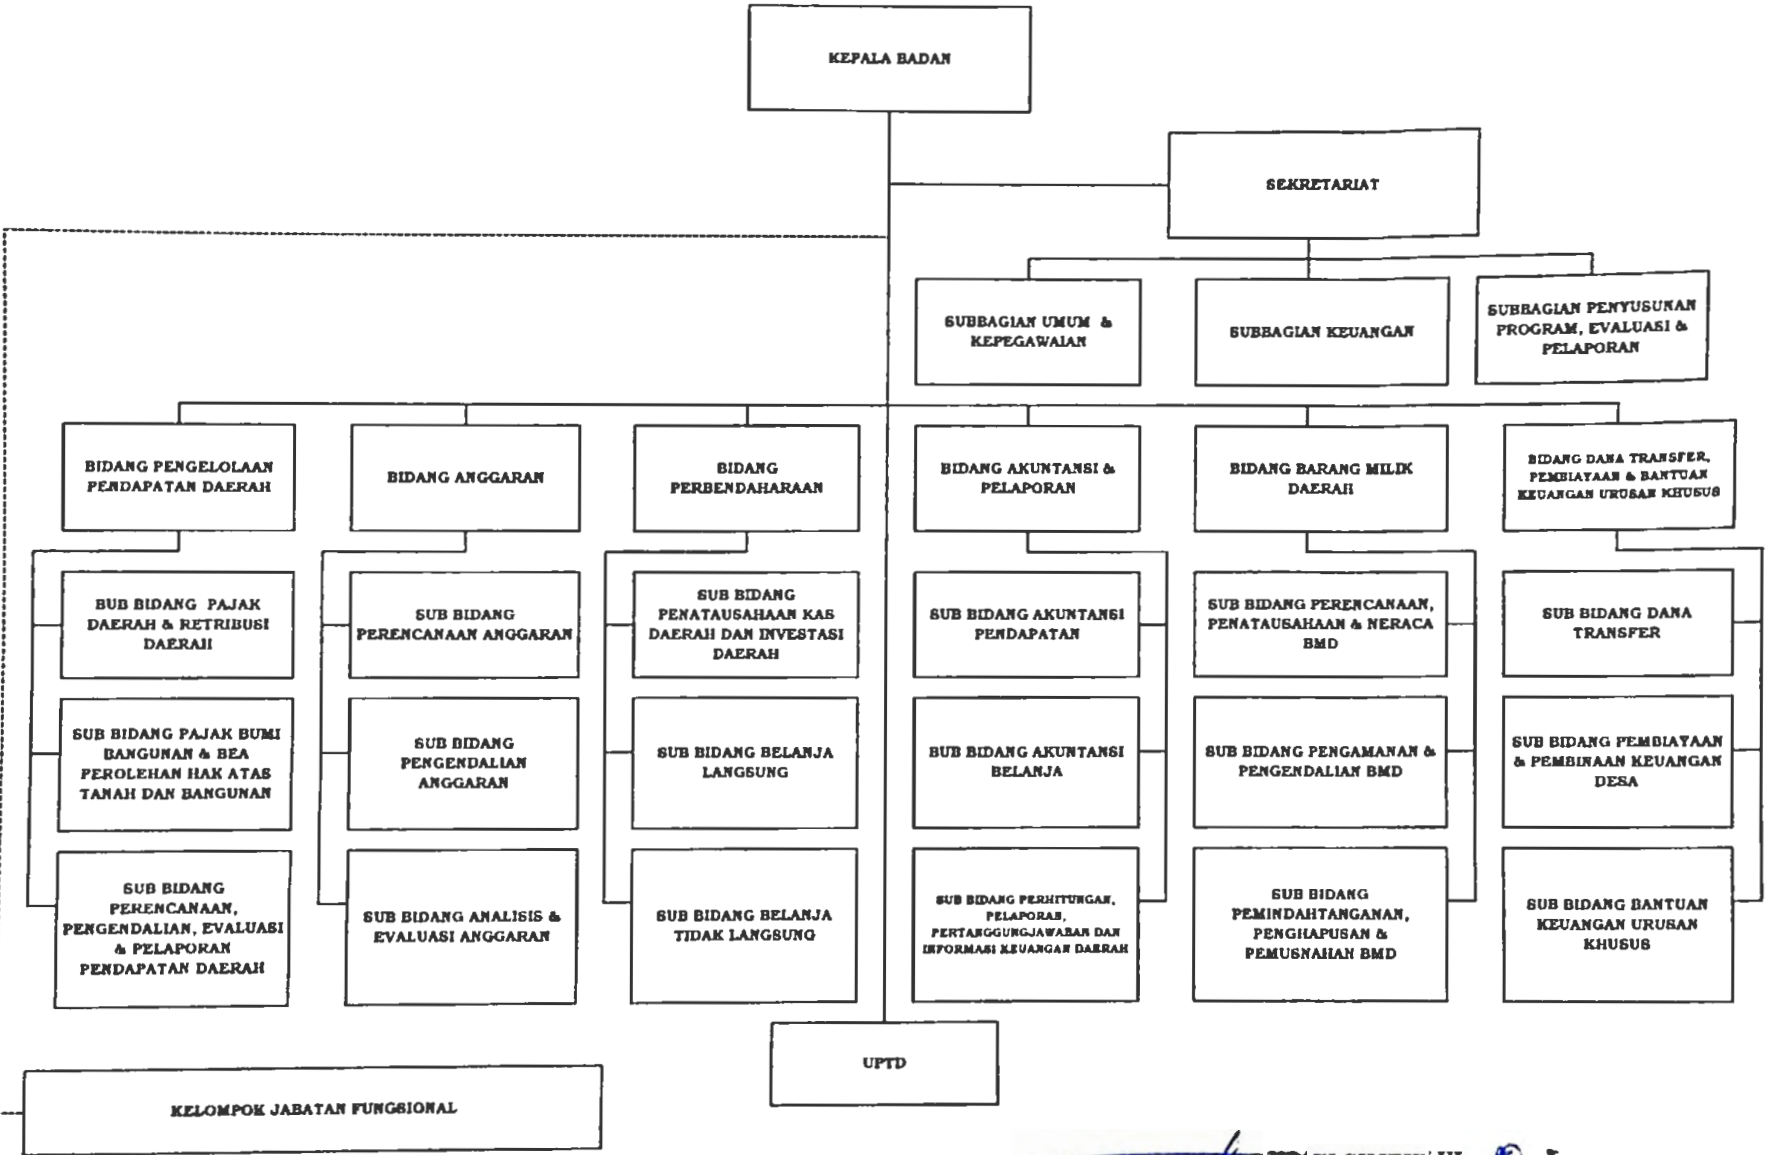 KEPALA BADAN
SEKRETARIAT
SUBBAGIAN UMUM &
KEPEGAWAIAN
SUBBAGIAN KEUANGAN
SUBBAGIAN PENYUSUNAN
PROGRAM, EVALUASI &
PELAPORAN
BIDANG PENGELOLAAN
PENDAPATAN DAERAH
BIDANG ANGGARAN
BIDANG
PERBENDAHARAAN
BIDANG AKUNTANSI &
PELAPORAN
BIDANG BARANG MILIK
DAERAH
BIDANG DANA TRANSFER,
PEMBIAYAAN & BANTUAN
KEUANGAN URUSAN KHUSUS
SUB BIDANG PAJAK
DAERAH & RETRIBUSI
DAERAH
SUB BIDANG
PERENCANAAN ANGGARAN
SUB BIDANG
PENATAUSAHAAN KAS
DAERAH DAN INVESTASI
DAERAH
SUB BIDANG AKUNTANSI
PENDAPATAN
SUB BIDANG PERENCANAAN,
PENATAUSAHAAN & NERACA
BMD
SUB BIDANG DANA
TRANSFER
SUB BIDANG PAJAK BUMI
BANGUNAN & BEA
PEROLEHAN HAK ATAS
TANAH DAN BANGUNAN
SUB BIDANG
PENGENDALIAN
ANGGARAN
SUB BIDANG BELANJA
LANGSUNG
SUB BIDANG AKUNTANSI
BELANJA
SUB BIDANG PENGAMANAN &
PENGENDALIAN BMD
SUB BIDANG PEMBIAYAAN
& PEMBINAAN KEUANGAN
DESA
SUB BIDANG
PERENCANAAN,
PENGENDALIAN, EVALUASI
& PELAPORAN
PENDAPATAN DAERAH
SUB BIDANG ANALISIS &
EVALUASI ANGGARAN
SUB BIDANG BELANJA
TIDAK LANGSUNG
SUB BIDANG PERHITUNGAN,
PELAPORAN,
PERTANGGUNGJAWABAN DAN
INFORMASI KEUANGAN DAERAH
SUB BIDANG
PEMINDAHTANGANAN,
PENGHAPUSAN &
PEMUSNAHAN BMD
SUB BIDANG BANTUAN
KEUANGAN URUSAN
KHUSUS
UPTD
KELOMPOK JABATAN FUNGSIONAL